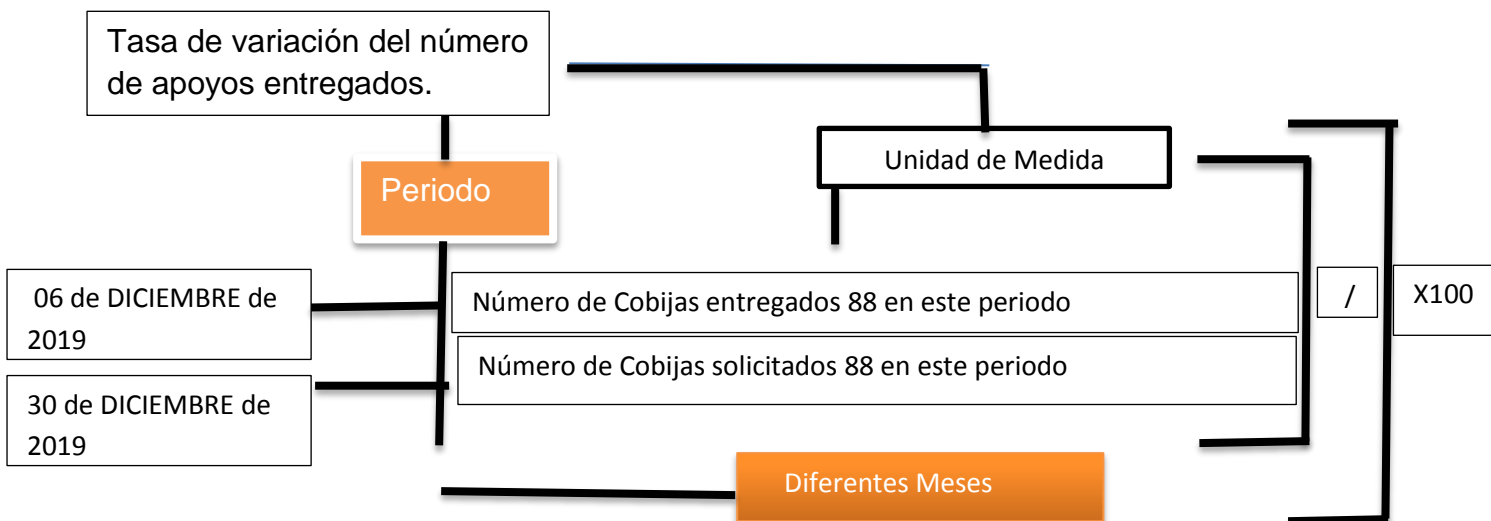 Tasa de variación del número
de apoyos entregados.
Unidad de Medida
Periodo
06 de DICIEMBRE de
2019
Número de Cobijas entregados 88 en este periodo
/
X100
Número de Cobijas solicitados 88 en este periodo
30 de DICIEMBRE de
2019
Diferentes Meses